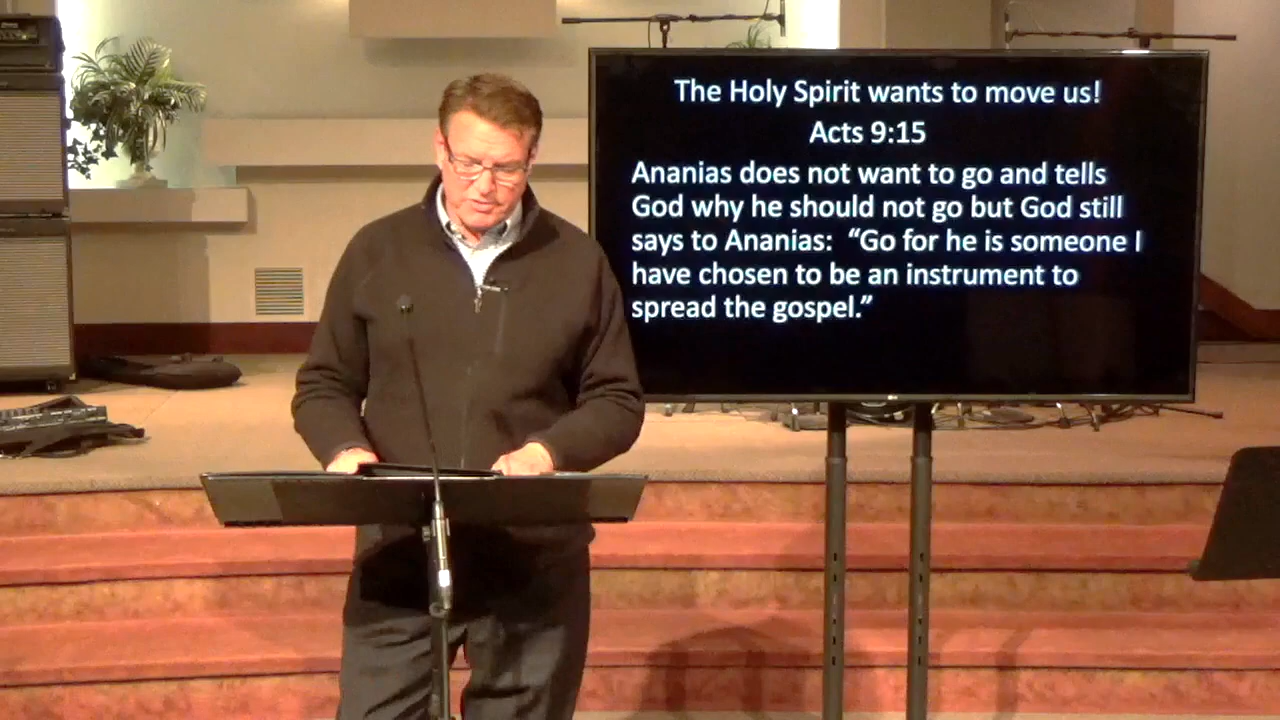 The Holy Spirit wants to move us!
Acts 9:15
Ananias does not want to go and tells
God why he should not go but God still
says to Ananias:  “Go for he is someone I
have chosen to be an instrument to
spread the gospel.”